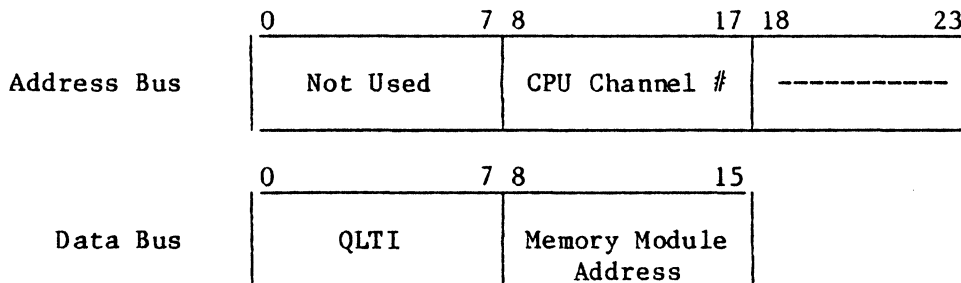 0 7 8 17 18 23
Address Bus Not Used CPU Channel # --------------
0 7 8 15
Data Bus QLTI Memory Module
Address